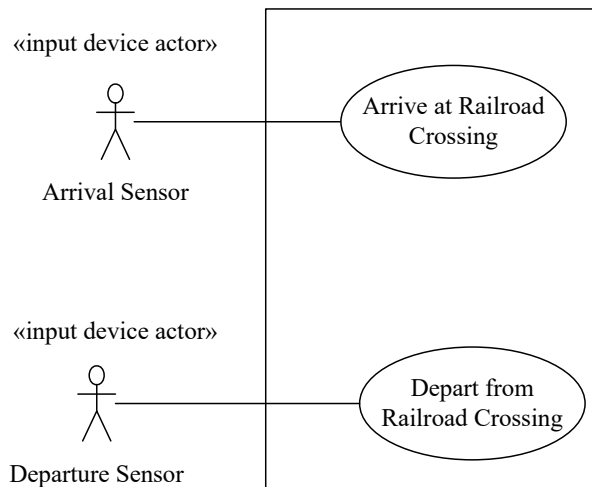 «input device actor»
Arrive at Railroad
Crossing
Arrival Sensor
«input device actor»
Depart from
Railroad Crossing
Departure Sensor